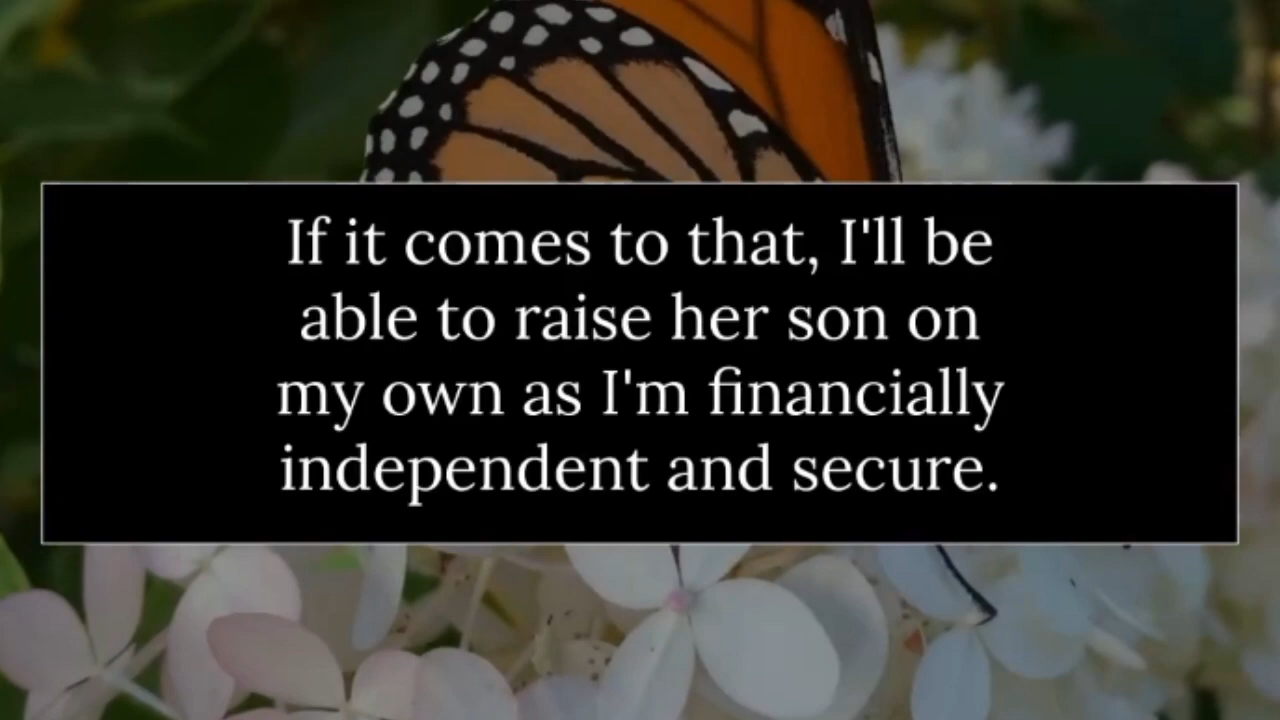 If it comes to that, I'll be
able to raise her son on
my own as I'm financially
independent and secure.